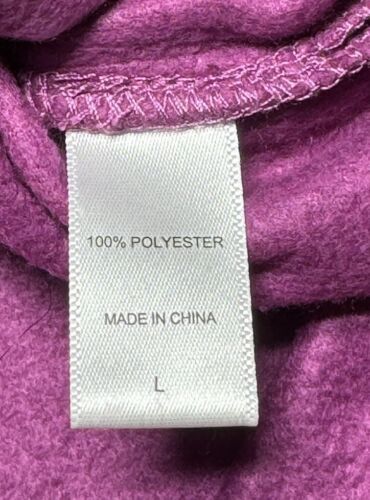 100% POLYESTER
MADE IN CHINA
L